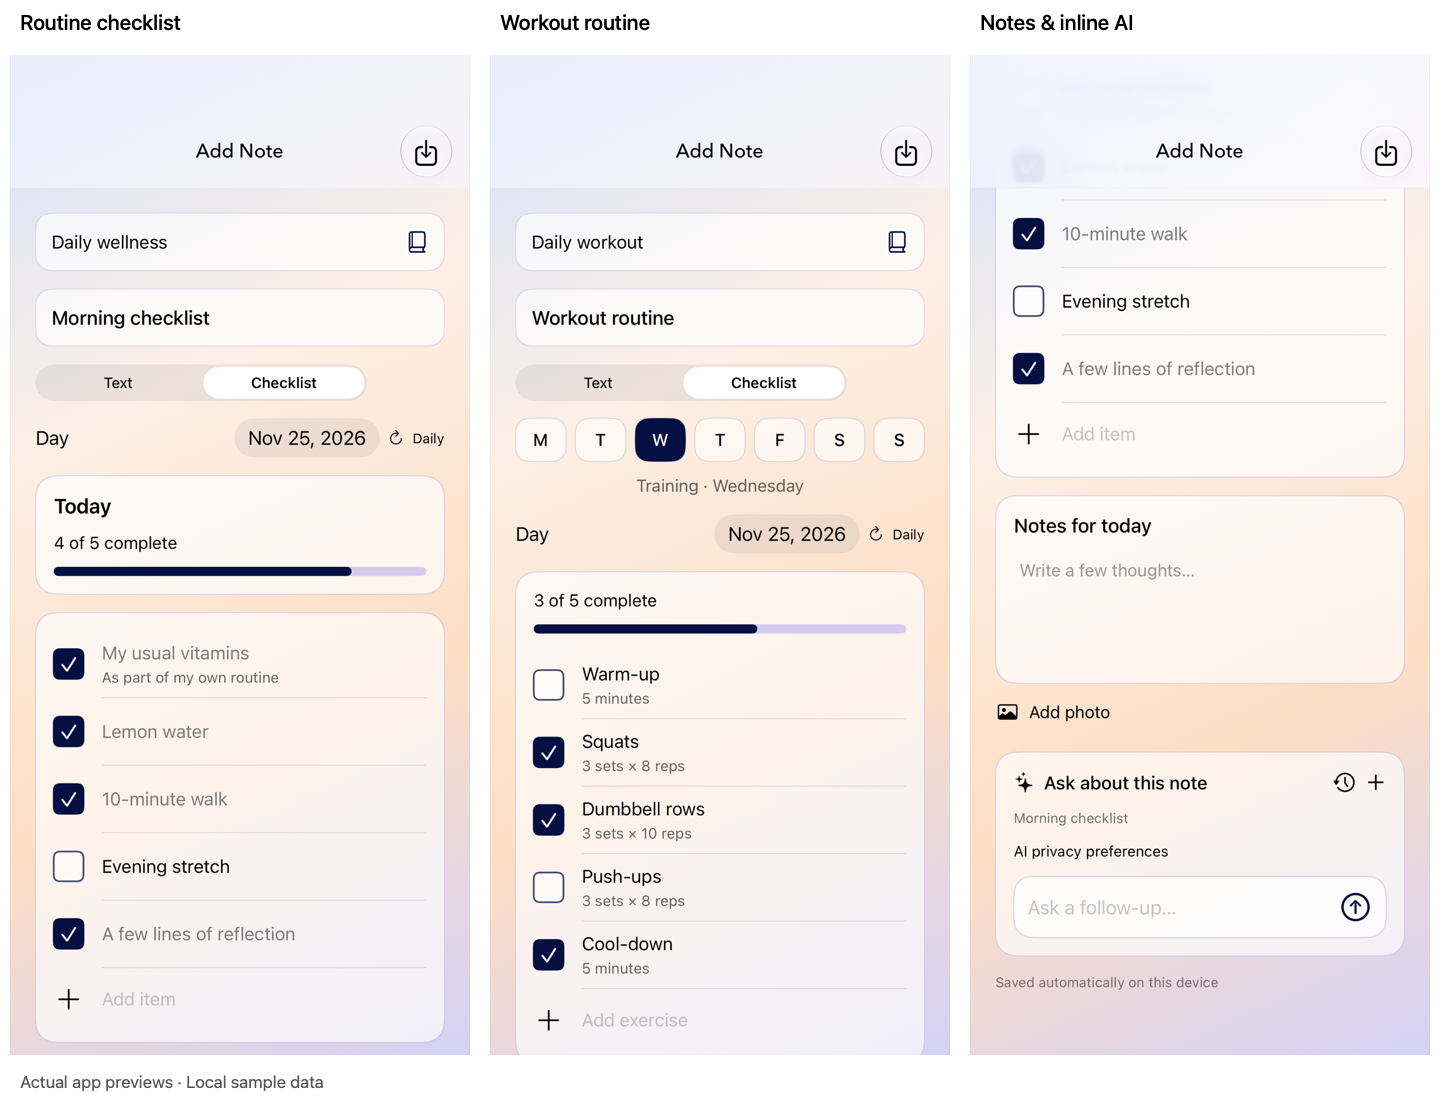 Routine checklist
Add Note
Daily wellness
Morning checklist
Text Checklist
Day Nov 25, 2026 Daily
Today
4 of 5 complete
My usual vitamins
As part of my own routine
Lemon water
10-minute walk
Evening stretch
A few lines of reflection
Add item
Workout routine
Add Note
Daily workout
Workout routine
Text Checklist
M T W T F S S
Training · Wednesday
Day Nov 25, 2026 Daily
3 of 5 complete
Warm-up
5 minutes
Squats
3 sets × 8 reps
Dumbbell rows
3 sets × 10 reps
Push-ups
3 sets × 8 reps
Cool-down
5 minutes
Add exercise
Notes & inline AI
Add Note
10-minute walk
Evening stretch
A few lines of reflection
Add item
Notes for today
Write a few thoughts...
Add photo
Ask about this note
Morning checklist
AI privacy preferences
Ask a follow-up...
Saved automatically on this device
Actual app previews · Local sample data